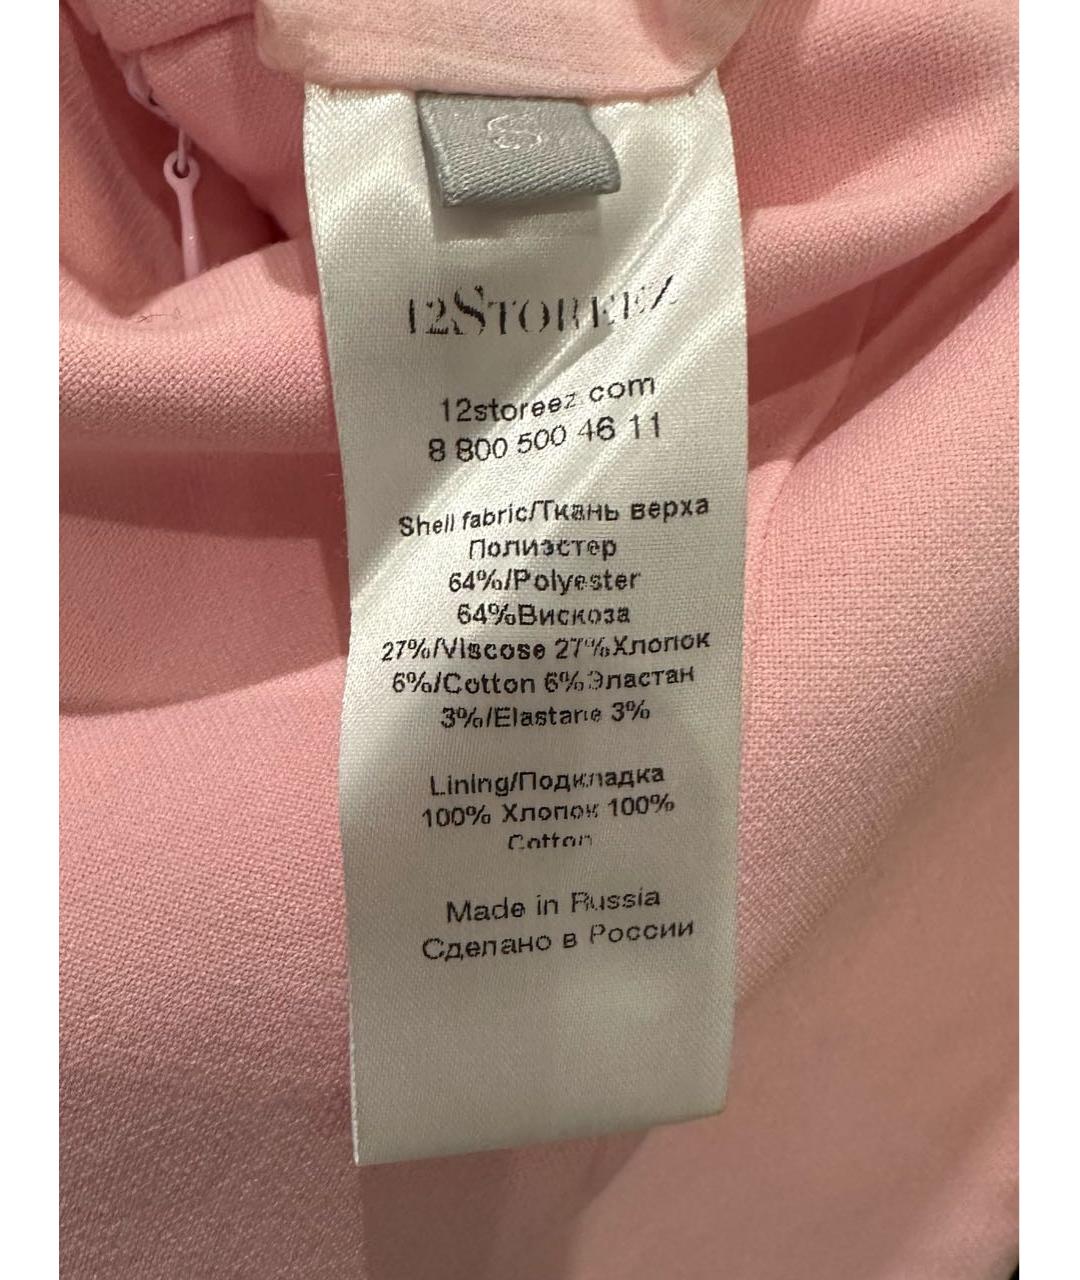 S
12STOREEZ
12storeez.com
8 800 500 46 11
Shell fabric/Ткань верха
Полиэстер
64%/Polyester
64%Вискоза
27%/Viscose 27%Хлопок
6%/Cotton 6%Эластан
3%/Elastane 3%
Lining/Подкладка
100% Хлопок 100%
Cotton
Made in Russia
Сделано в России